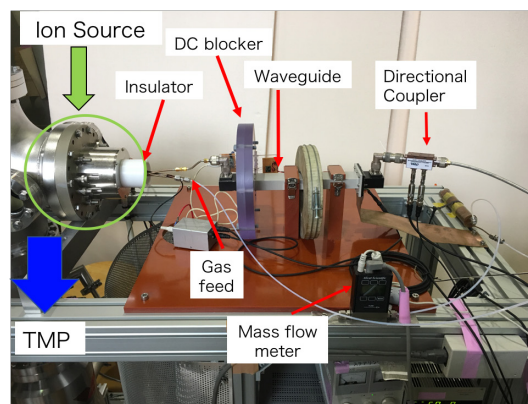 Ion Source
DC blocker
Waveguide
Directional
Coupler
Insulator
Gas
feed
Mass flow
meter
TMP